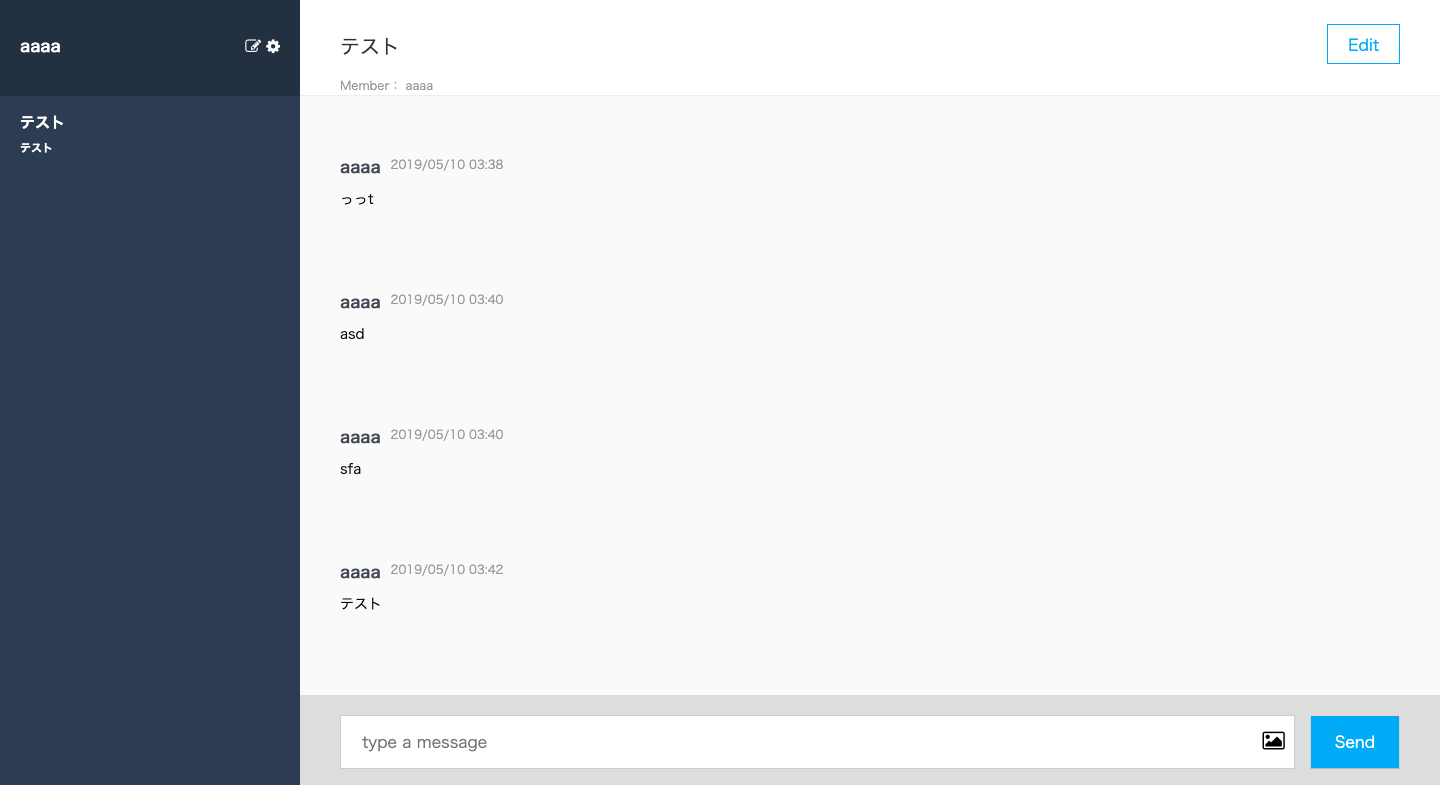 aaaa
テスト
テスト
テスト
Edit
Member： aaaa
aaaa 2019/05/10 03:38
っっt
aaaa 2019/05/10 03:40
asd
aaaa 2019/05/10 03:40
sfa
aaaa 2019/05/10 03:42
テスト
type a message
Send